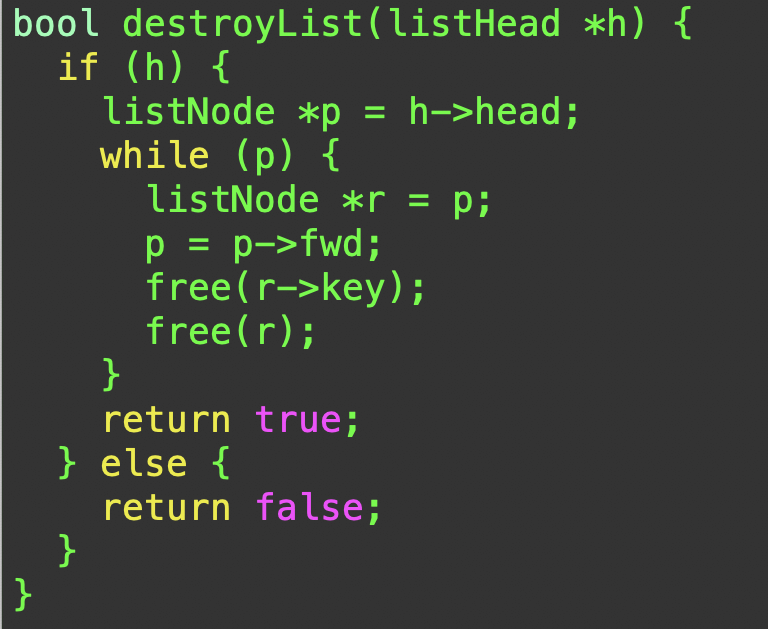 bool destroyList(listHead *h) {
  if (h) {
    listNode *p = h->head;
    while (p) {
      listNode *r = p;
      p = p->fwd;
      free(r->key);
      free(r);
    }
    return true;
  } else {
    return false;
  }
}